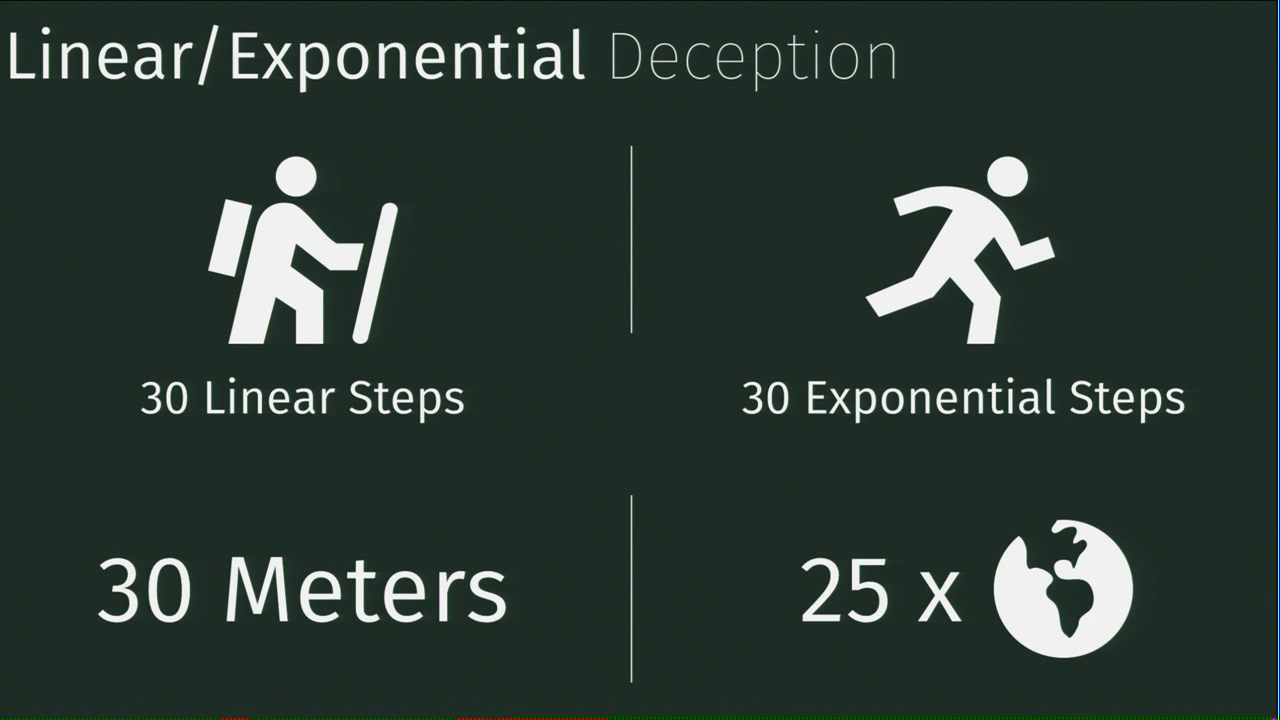 Linear/Exponential Deception
30 Linear Steps
30 Exponential Steps
30 Meters
25 x